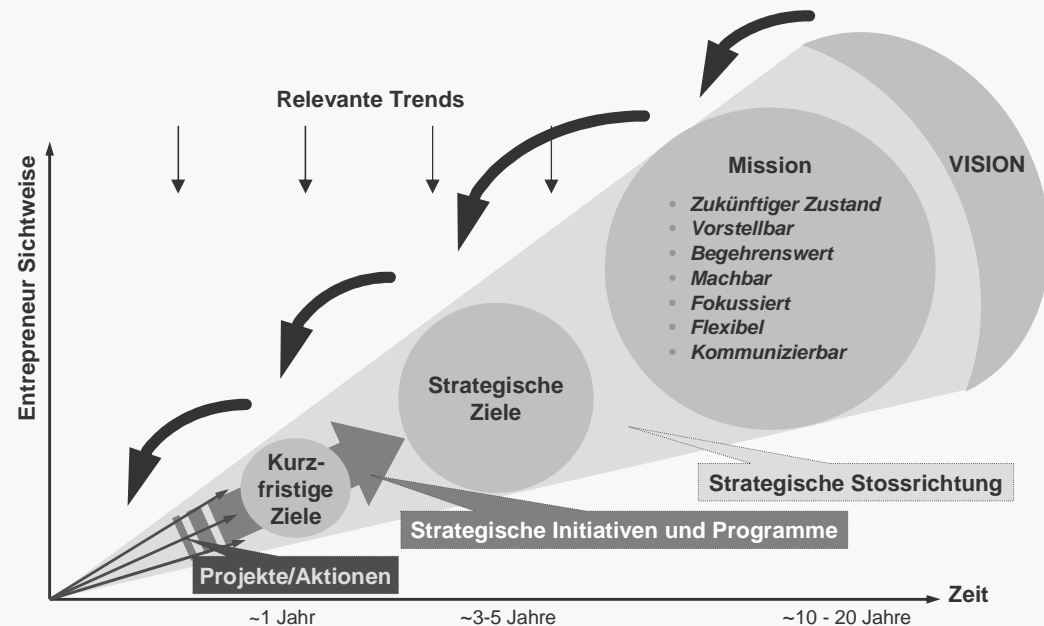 Relevante Trends
Entrepreneur Sichtweise
VISION
Mission
• Zukünftiger Zustand
• Vorstellbar
• Begehrenswert
• Machbar
• Fokussiert
• Flexibel
• Kommunizierbar
Strategische
Ziele
Kurz-
fristige
Ziele
Strategische Stossrichtung
Strategische Initiativen und Programme
Projekte/Aktionen
Zeit
~1 Jahr
~3-5 Jahre
~10 - 20 Jahre